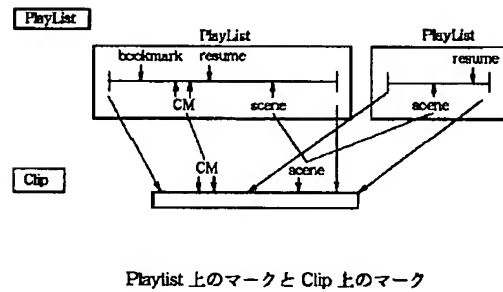 PlayList
PlayList
PlayList
bookmark
resume
resume
CM
scene
scene
CM
scene
Clip
Playlist 上のマークと Clip 上のマーク